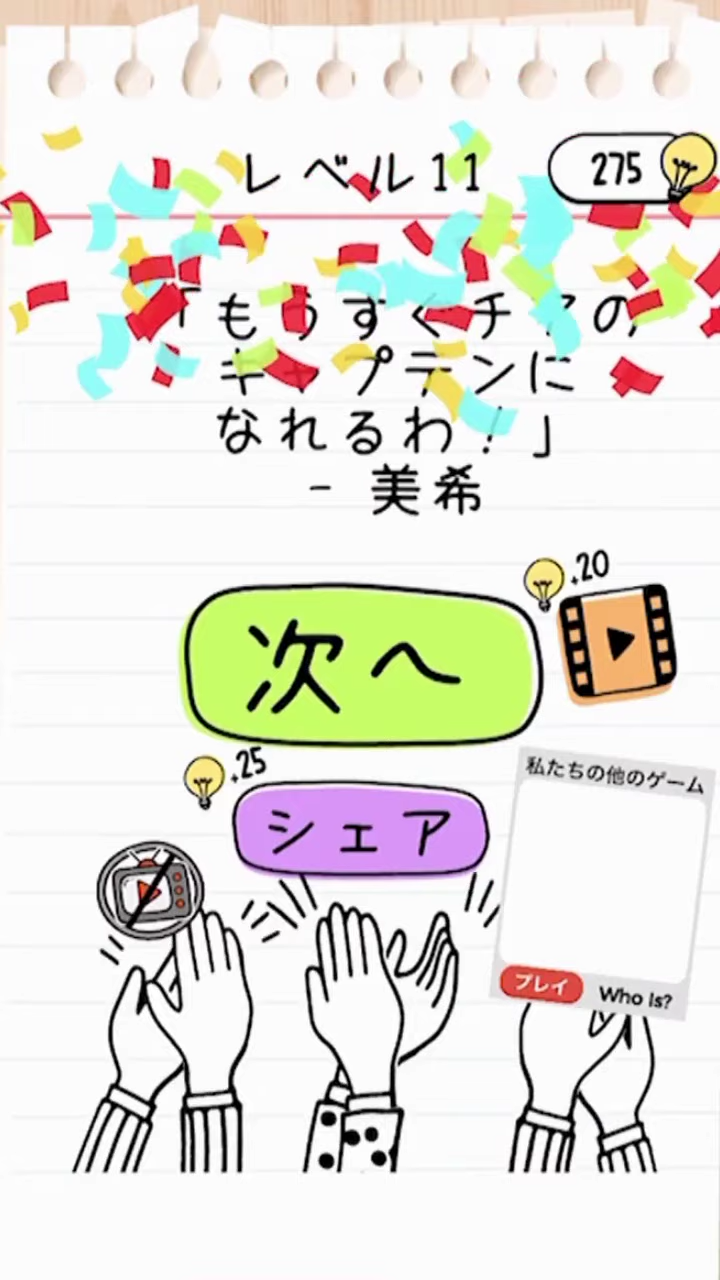 レベル11
275
「もうすぐチアの
キャプテンに
なれるわ！」
- 美希
+20
次へ
+25
シェア
私たちの他のゲーム
プレイ Who Is?